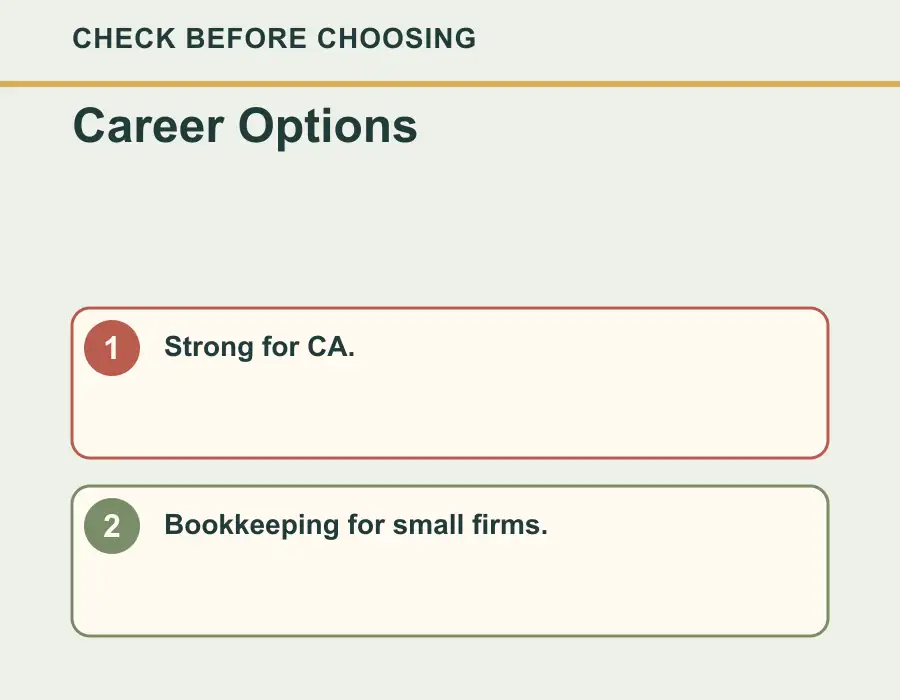 CHECK BEFORE CHOOSING
Career Options
1 Strong for CA.
2 Bookkeeping for small firms.